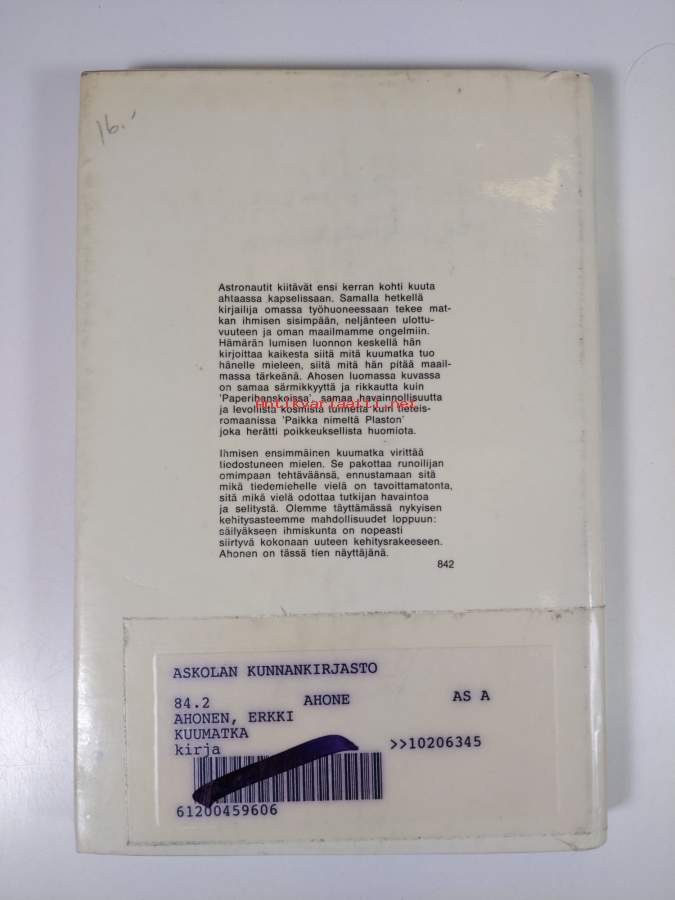 16.-
Astronautit kiitävät ensi kerran kohti kuuta
ahtaassa kapselissaan. Samalla hetkellä
kirjailija omassa työhuoneessaan tekee mat-
kan ihmisen sisimpään, neljänteen ulottu-
vuuteen ja oman maailmamme ongelmiin.
Hämärän lumisen luonnon keskellä hän
kirjoittaa kaikesta siitä mitä kuumatka tuo
hänelle mieleen, siitä mitä hän pitää maail-
massa tärkeänä. Ahosen luomassa kuvassa
on samaa särmikkyyttä ja rikkautta kuin
'Paperihanskoissa', samaa havainnollisuutta
antikvariaatti.net
ja levollista kosmista tunnetta kuin tieteis-
romaanissa 'Paikka nimeltä Plaston'
joka herätti poikkeuksellista huomiota.
Ihmisen ensimmäinen kuumatka virittää
tiedostuneen mielen. Se pakottaa runoilijan
omimpaan tehtäväänsä, ennustamaan sitä
mikä tiedemiehelle vielä on tavoittamatonta,
sitä mikä vielä odottaa tutkijan havaintoa
ja selitystä. Olemme täyttämässä nykyisen
kehitysasteemme mahdollisuudet loppuun:
säilyäkseen ihmiskunta on nopeasti
siirtyvä kokonaan uuteen kehitysrakeeseen.
Ahonen on tässä tien näyttäjänä.
842
ASKOLAN KUNNANKIRJASTO
84.2 AHONE AS A
AHONEN, ERKKI
KUUMATKA
kirja >>10206345
61200459606